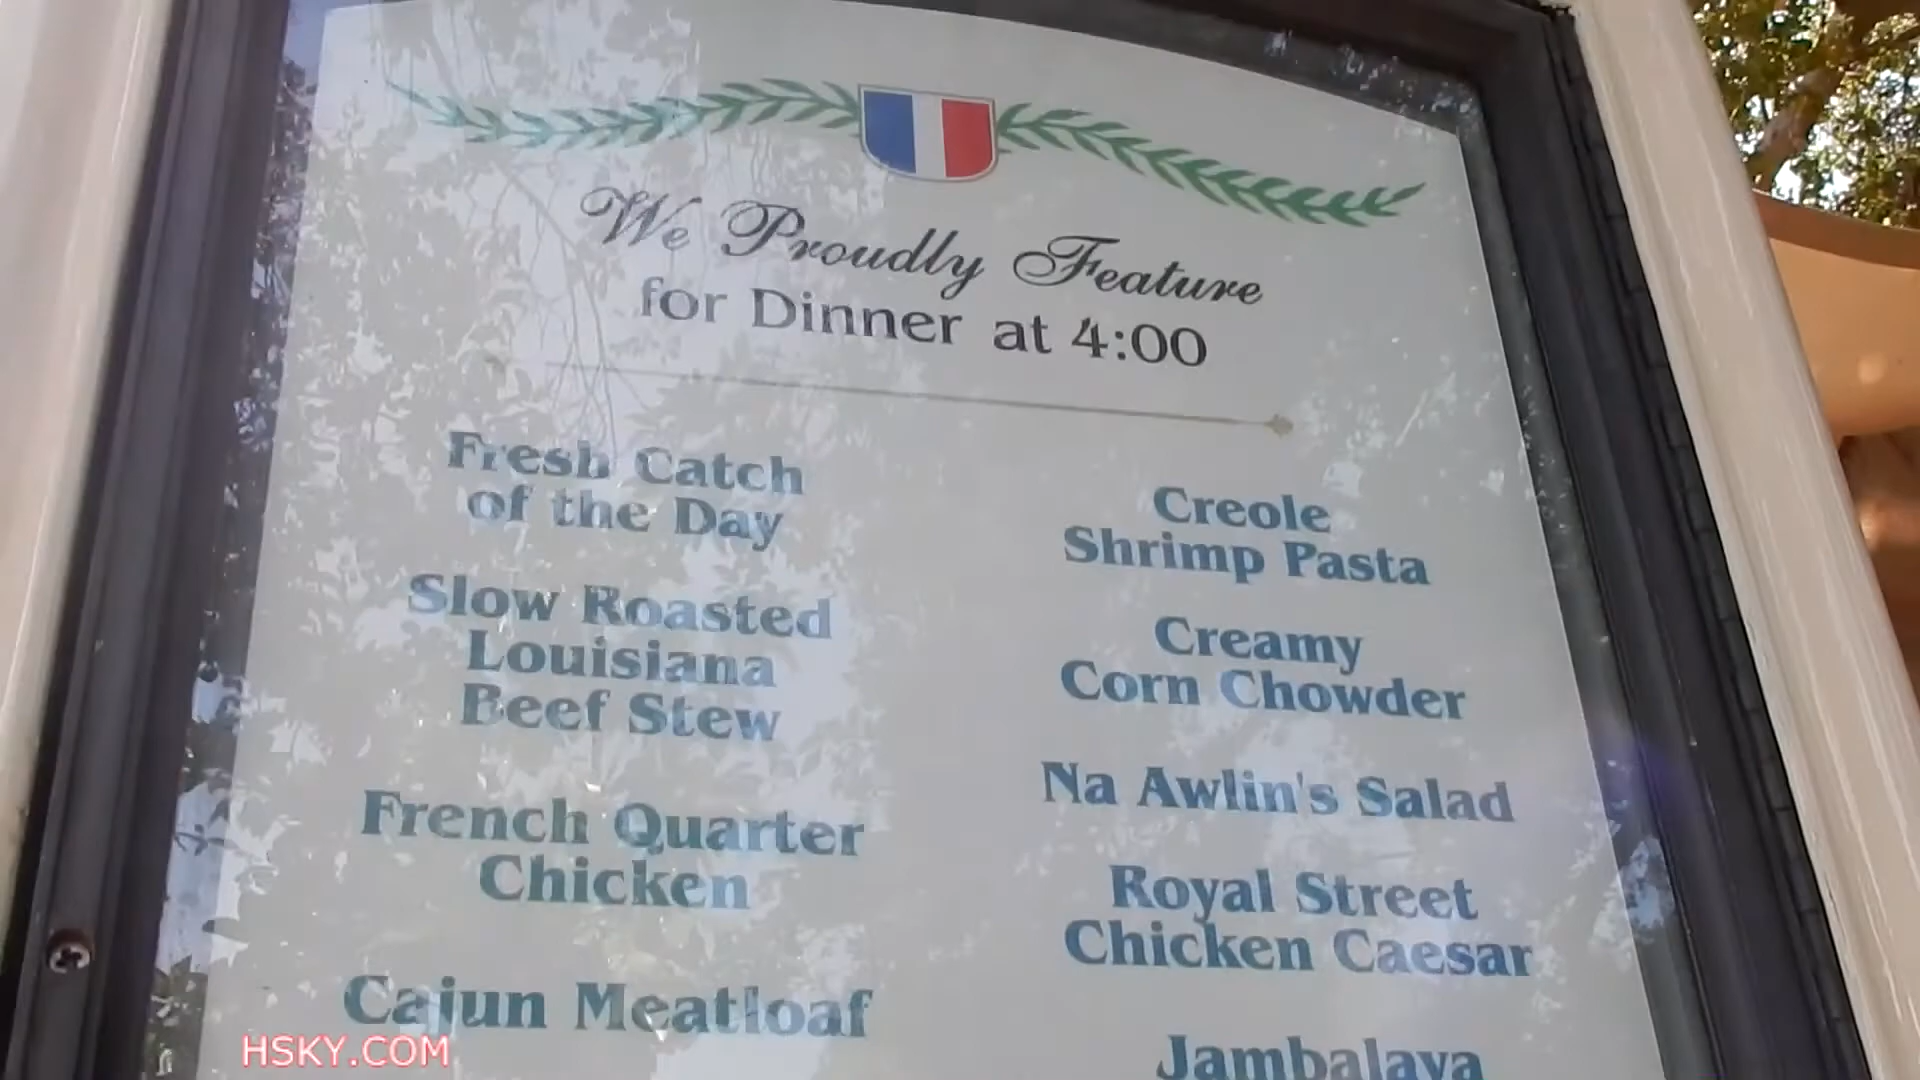 We Proudly Feature
for Dinner at 4:00
Fresh Catch
of the Day
Slow Roasted
Louisiana
Beef Stew
French Quarter
Chicken
Cajun Meatloaf
Creole
Shrimp Pasta
Creamy
Corn Chowder
Na Awlin's Salad
Royal Street
Chicken Caesar
Jambalaya
HSKY.COM